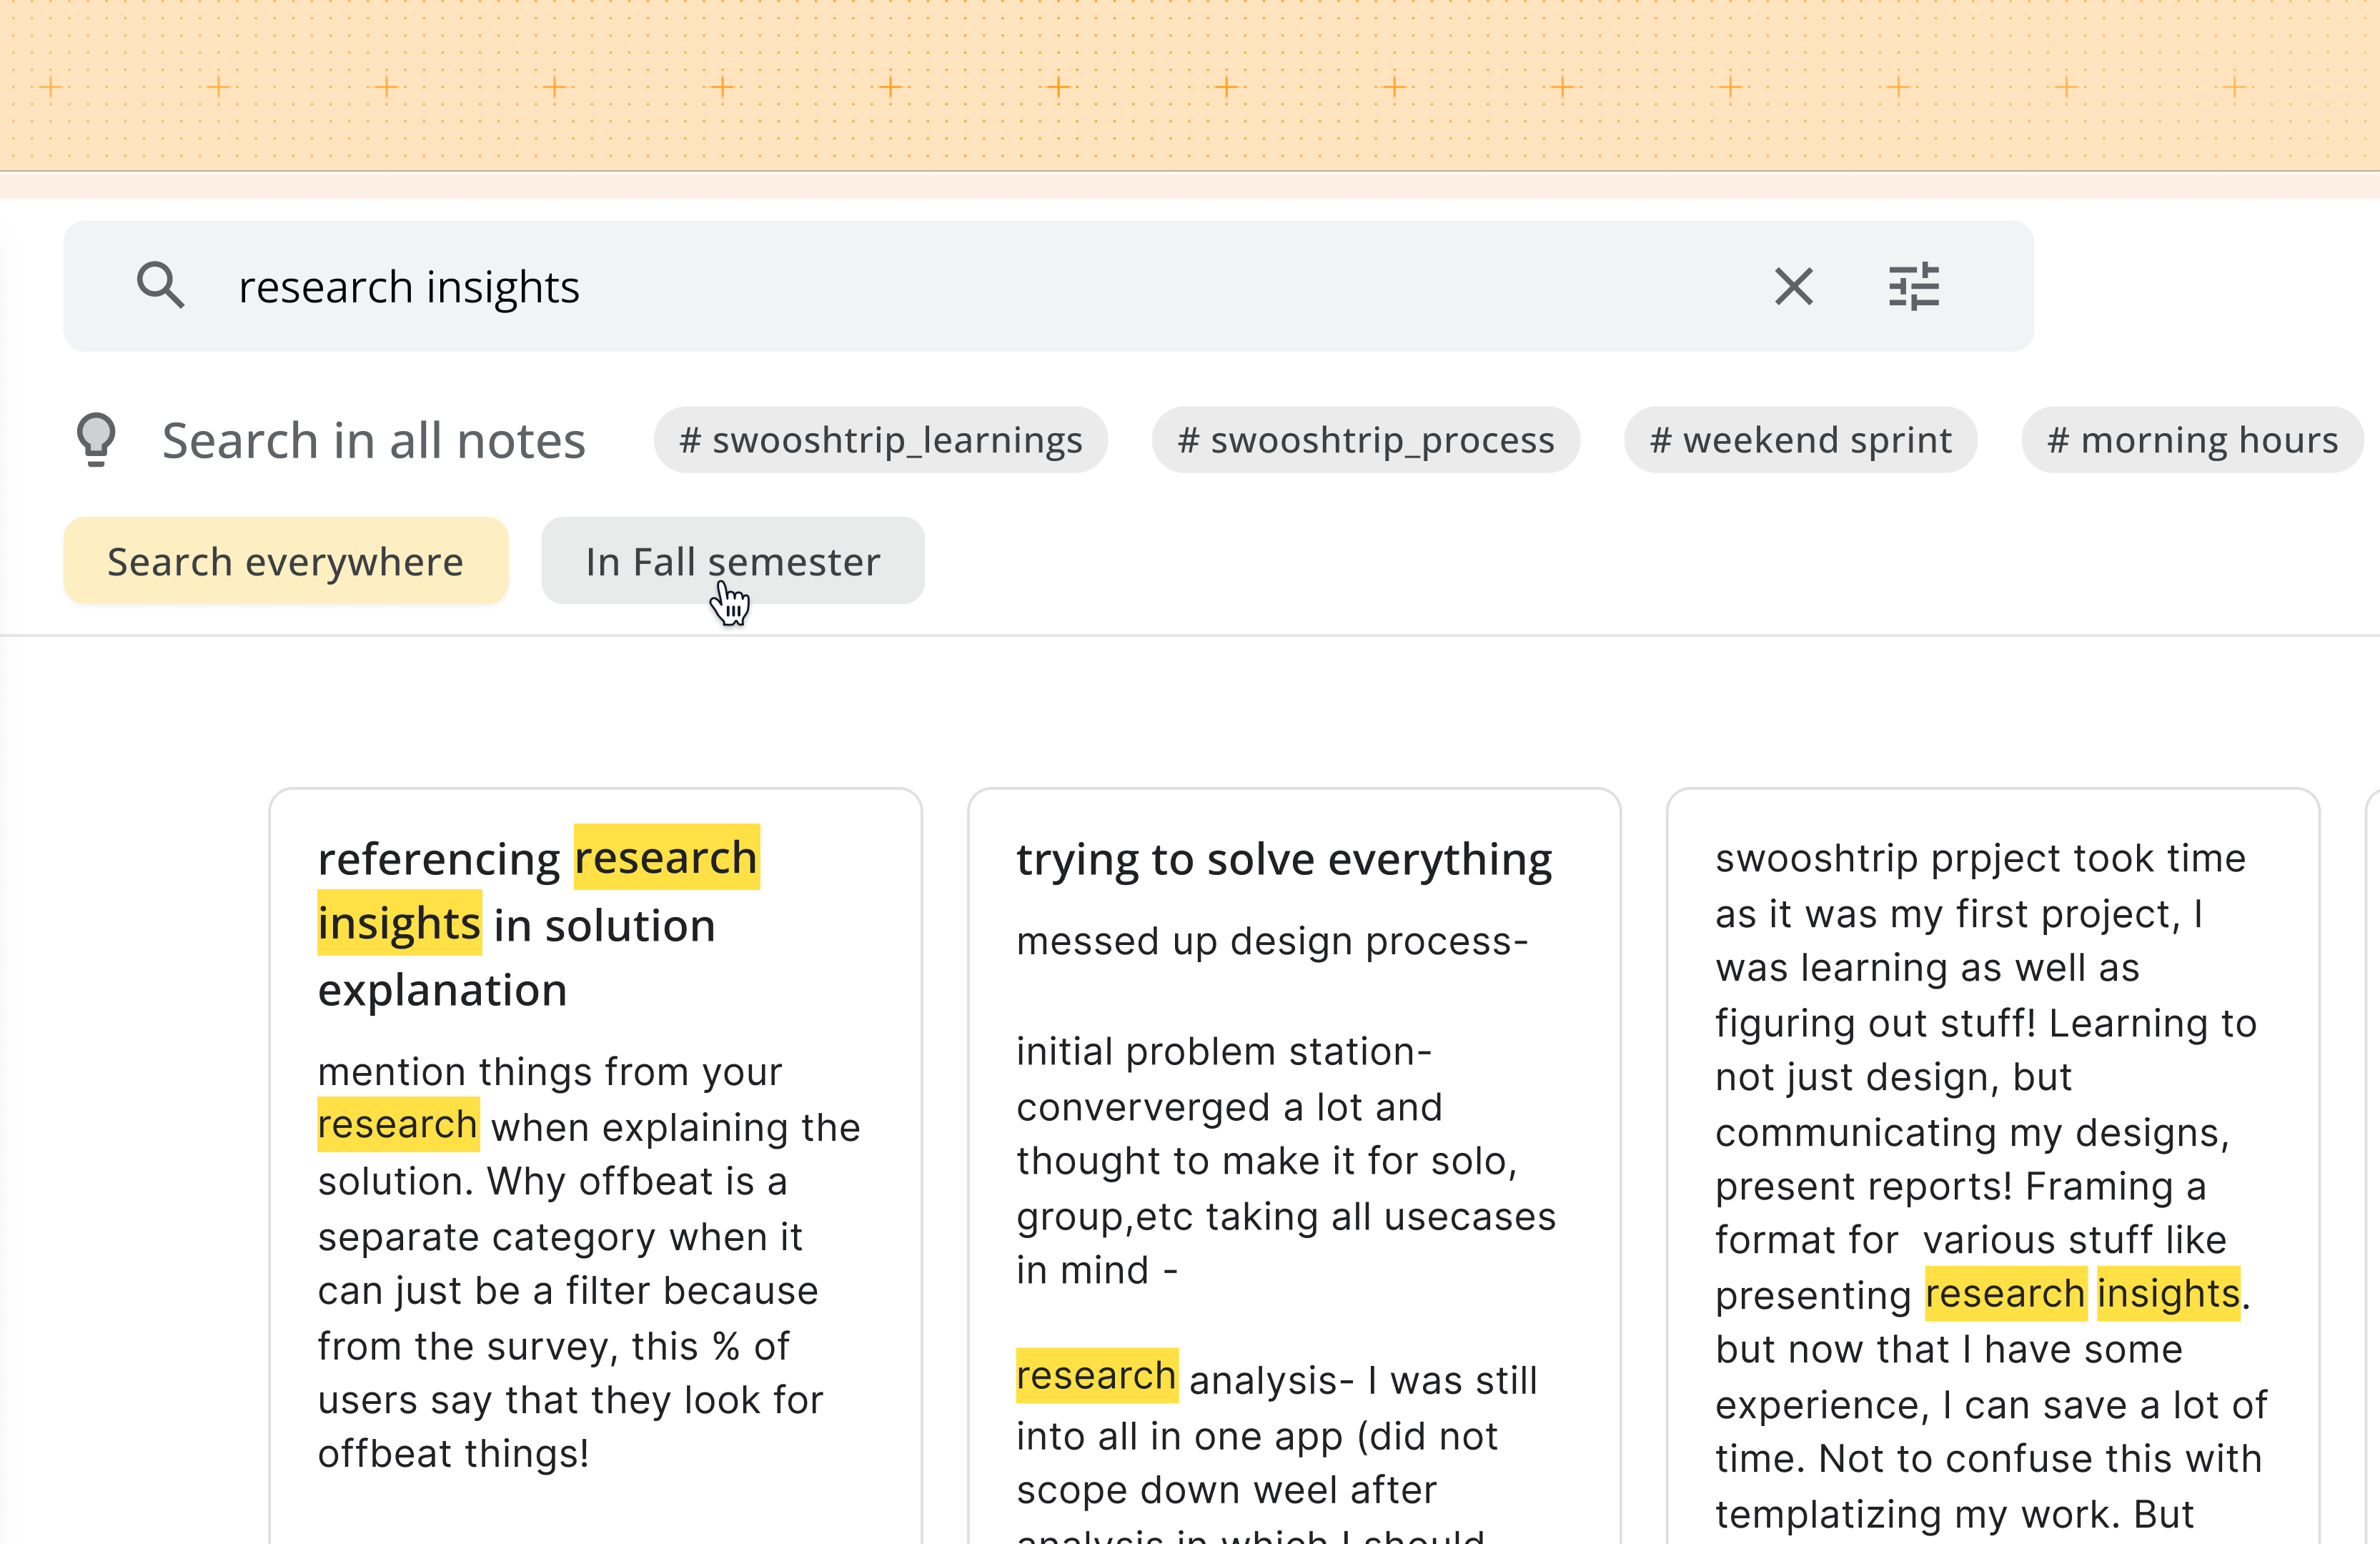 research insights
Search in all notes
# swooshtrip_learnings
# swooshtrip_process
# weekend sprint
# morning hours
Search everywhere
In Fall semester
referencing research
insights in solution
explanation
mention things from your
research when explaining the
solution. Why offbeat is a
separate category when it
can just be a filter because
from the survey, this % of
users say that they look for
offbeat things!
trying to solve everything
messed up design process-
initial problem station-
conververged a lot and
thought to make it for solo,
group,etc taking all usecases
in mind -
research analysis- I was still
into all in one app (did not
scope down weel after
analysis in which I should
swooshtrip prpject took time
as it was my first project, I
was learning as well as
figuring out stuff! Learning to
not just design, but
communicating my designs,
present reports! Framing a
format for  various stuff like
presenting research insights.
but now that I have some
experience, I can save a lot of
time. Not to confuse this with
templatizing my work. But